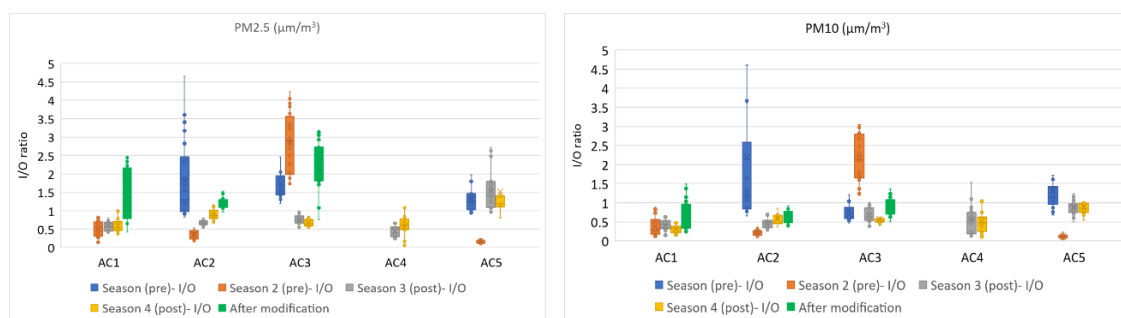 PM2.5 (µm/m³)
I/O ratio
5
4.5
4
3.5
3
2.5
2
1.5
1
0.5
0
AC1 AC2 AC3 AC4 AC5
Season (pre)- I/O Season 2 (pre)- I/O Season 3 (post)- I/O
Season 4 (post)- I/O After modification
PM10 (µm/m³)
I/O ratio
5
4.5
4
3.5
3
2.5
2
1.5
1
0.5
0
AC1 AC2 AC3 AC4 AC5
Season (pre)- I/O Season 2 (pre)- I/O Season 3 (post)- I/O
Season 4 (post)- I/O After modification